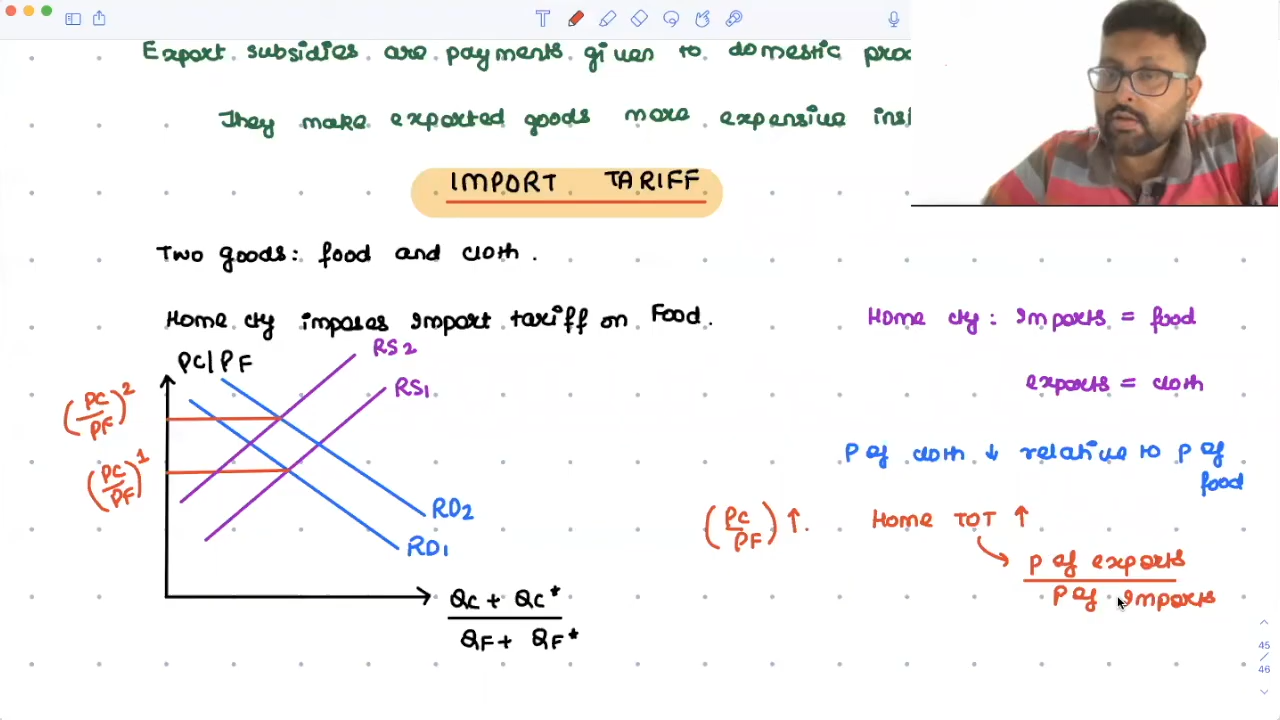 Export subsidies are payments given to domestic
They make exported goods more expensive
IMPORT TARIFF
Two goods: food and cloth.
Home cty imposes import tariff on Food.
PC/PF
RS2
RS1
(PC/PF)²
(PC/PF)¹
RD2
RD1
QC + QC*
QF + QF*
Home cty: imports = food
exports = cloth
P of cloth ↓ relative to P of
food
(PC/PF) ↑.
Home TOT ↑
P of exports
P of imports
45
/
46